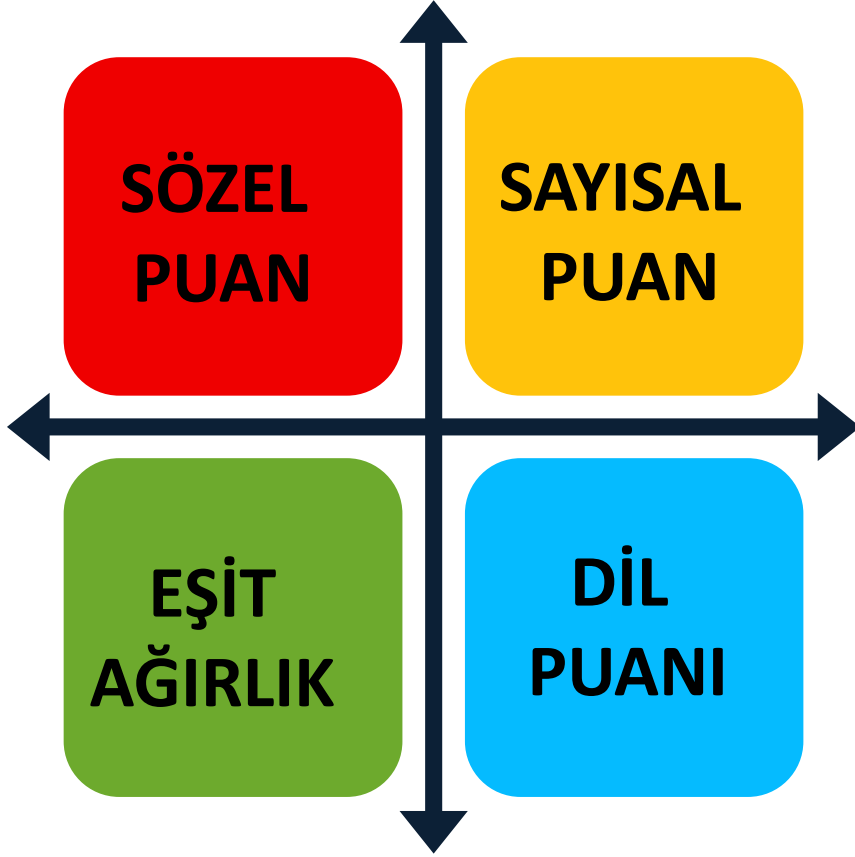 SÖZEL
PUAN
SAYISAL
PUAN
EŞİT
AĞIRLIK
DİL
PUANI